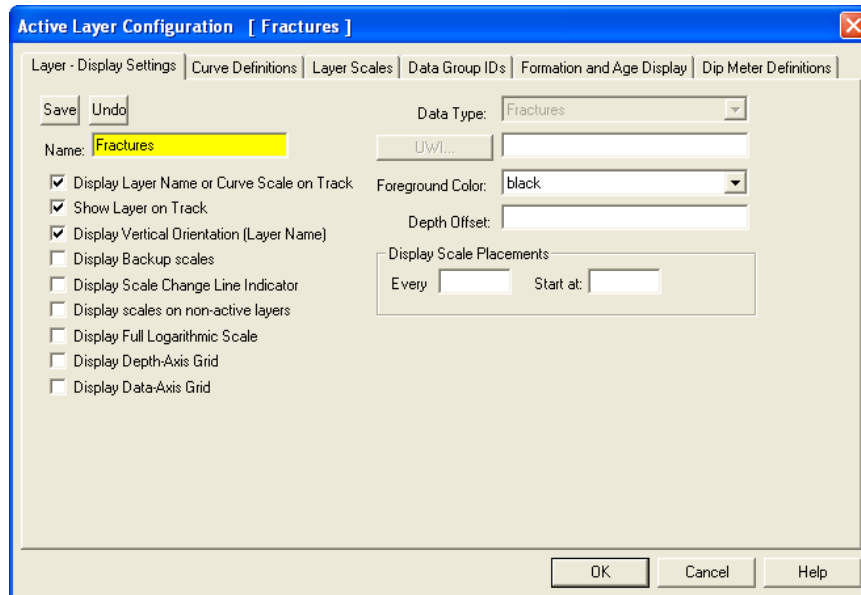 Active Layer Configuration [ Fractures ]
Layer - Display Settings Curve Definitions Layer Scales Data Group IDs Formation and Age Display Dip Meter Definitions
Save Undo
Name: Fractures
Display Layer Name or Curve Scale on Track
Show Layer on Track
Display Vertical Orientation (Layer Name)
Display Backup scales
Display Scale Change Line Indicator
Display scales on non-active layers
Display Full Logarithmic Scale
Display Depth-Axis Grid
Display Data-Axis Grid
Data Type: Fractures
UWI...
Foreground Color: black
Depth Offset:
Display Scale Placements
Every Start at:
OK Cancel Help